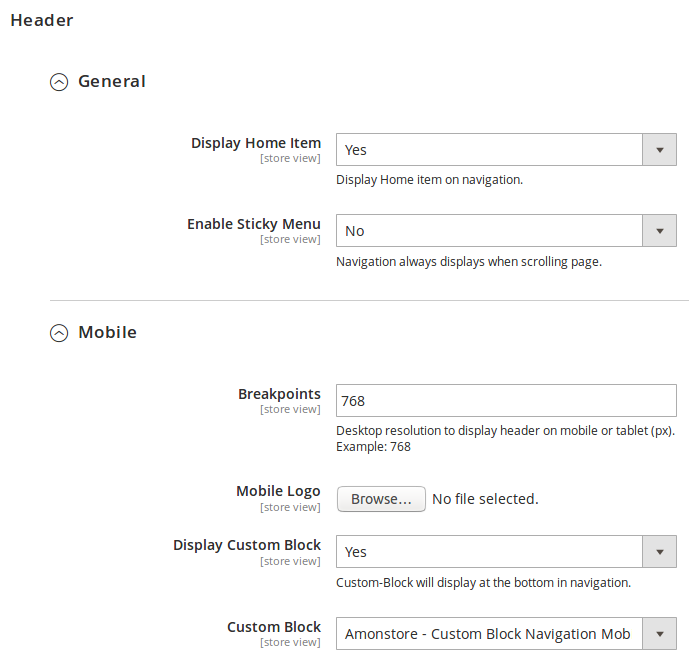 Header
General
Display Home Item
[store view]
Yes
Display Home item on navigation.
Enable Sticky Menu
[store view]
No
Navigation always displays when scrolling page.
Mobile
Breakpoints
[store view]
768
Desktop resolution to display header on mobile or tablet (px).
Example: 768
Mobile Logo
[store view]
Browse... No file selected.
Display Custom Block
[store view]
Yes
Custom-Block will display at the bottom in navigation.
Custom Block
[store view]
Amonstore - Custom Block Navigation Mob